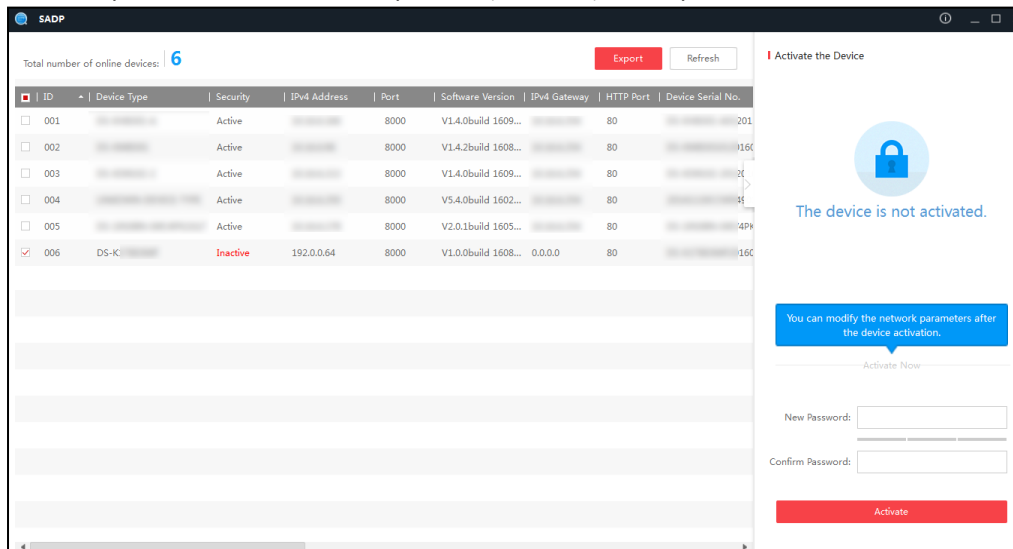 SADP
Total number of online devices: 6
Export
Refresh
ID Device Type Security IPv4 Address Port Software Version IPv4 Gateway HTTP Port Device Serial No.
001 Active 8000 V1.4.0build 1609... 80 201
002 Active 8000 V1.4.2build 1608... 80 160
003 Active 8000 V1.4.0build 1609... 80
004 Active 8000 V5.4.0build 1602... 80
005 Active 8000 V2.0.1build 1605... 80
006 DS-K Inactive 192.0.0.64 8000 V1.0.0build 1608... 0.0.0.0 80 160
Activate the Device
The device is not activated.
You can modify the network parameters after
the device activation.
Activate Now
New Password:
Confirm Password:
Activate